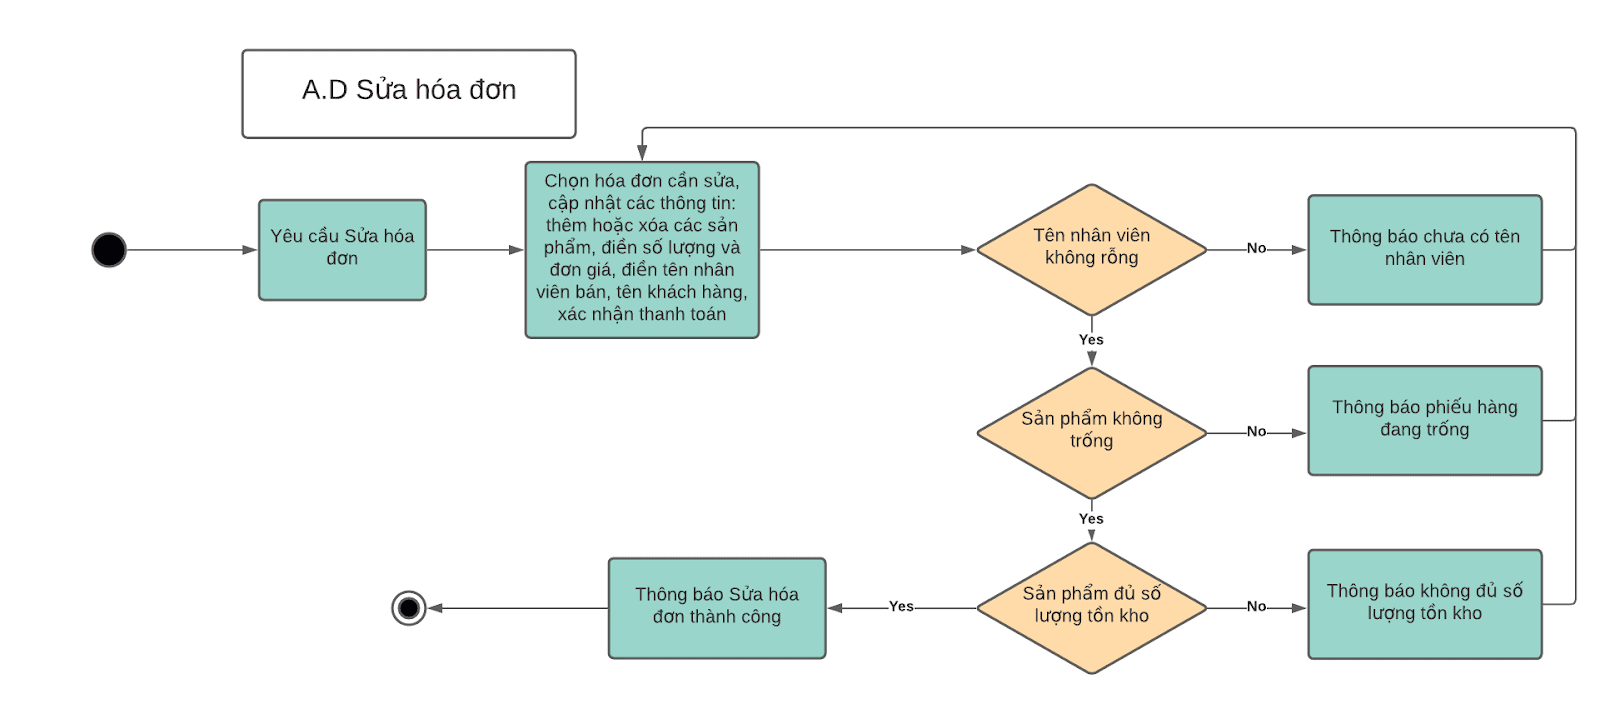 A.D Sửa hóa đơn
Yêu cầu Sửa hóa
đơn
Chọn hóa đơn cần sửa,
cập nhật các thông tin:
thêm hoặc xóa các sản
phẩm, điền số lượng và
đơn giá, điền tên nhân
viên bán, tên khách hàng,
xác nhận thanh toán
Tên nhân viên
không rỗng
No
Thông báo chưa có tên
nhân viên
Yes
Sản phẩm không
trống
No
Thông báo phiếu hàng
đang trống
Yes
Sản phẩm đủ số
lượng tồn kho
No
Thông báo không đủ số
lượng tồn kho
Yes
Thông báo Sửa hóa
đơn thành công